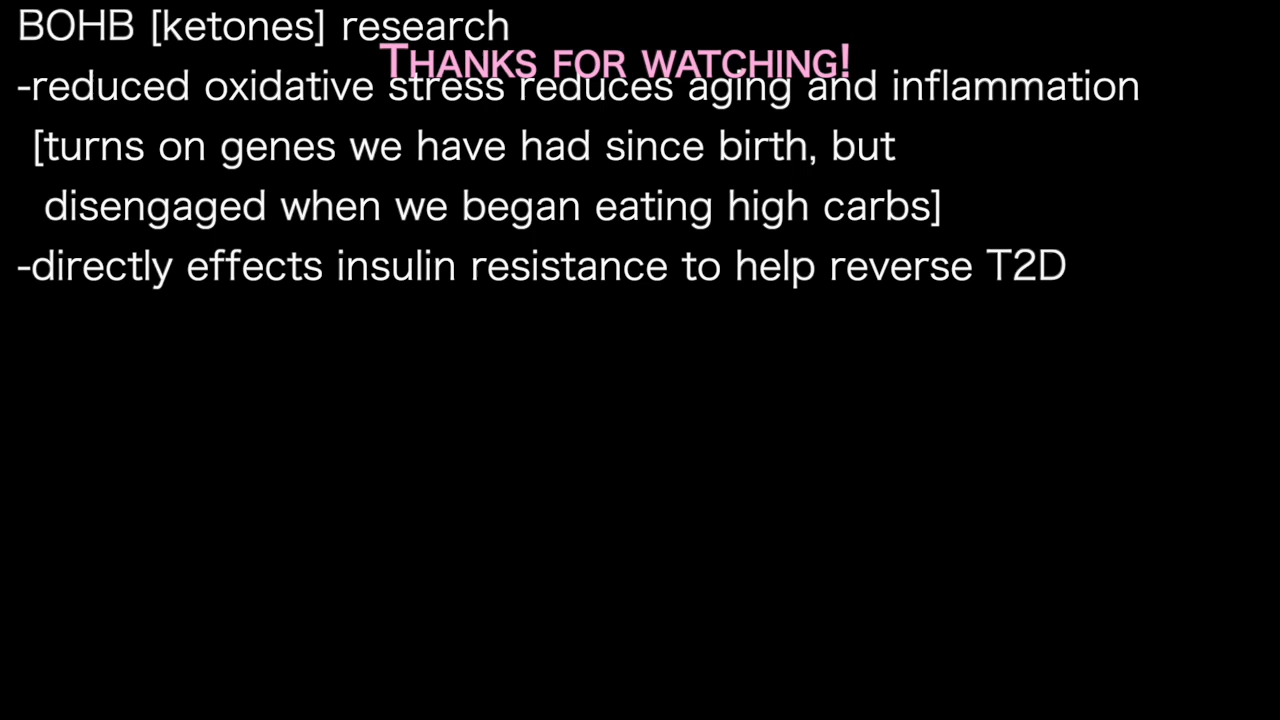 BOHB [ketones] research
THANKS FOR WATCHING!
-reduced oxidative stress reduces aging and inflammation
[turns on genes we have had since birth, but
disengaged when we began eating high carbs]
-directly effects insulin resistance to help reverse T2D